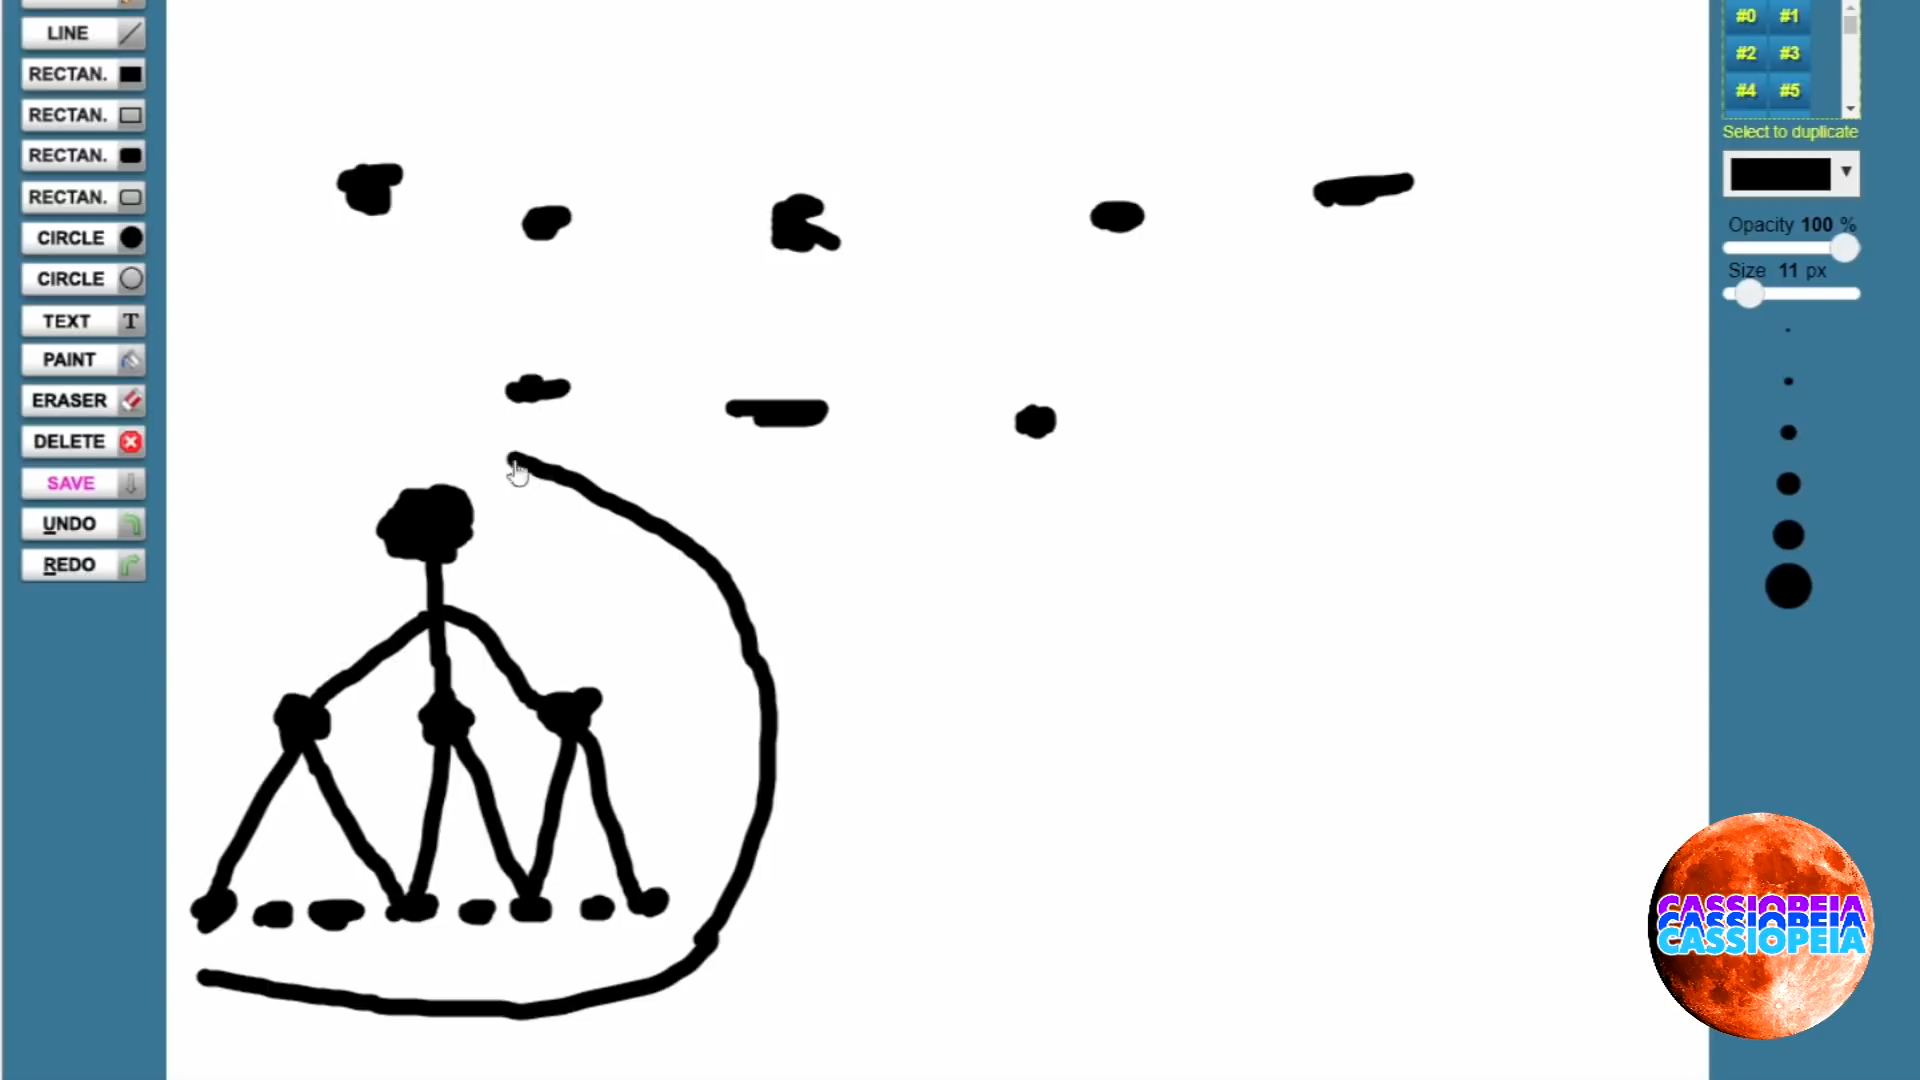 LINE
RECTAN.
RECTAN.
RECTAN.
RECTAN.
CIRCLE
CIRCLE
TEXT T
PAINT
ERASER
DELETE
SAVE
UNDO
REDO
#0 #1
#2 #3
#4 #5
Select to duplicate
Opacity 100 %
Size 11 px
CASSIOPEIA
CASSIOPEIA
CASSIOPEIA